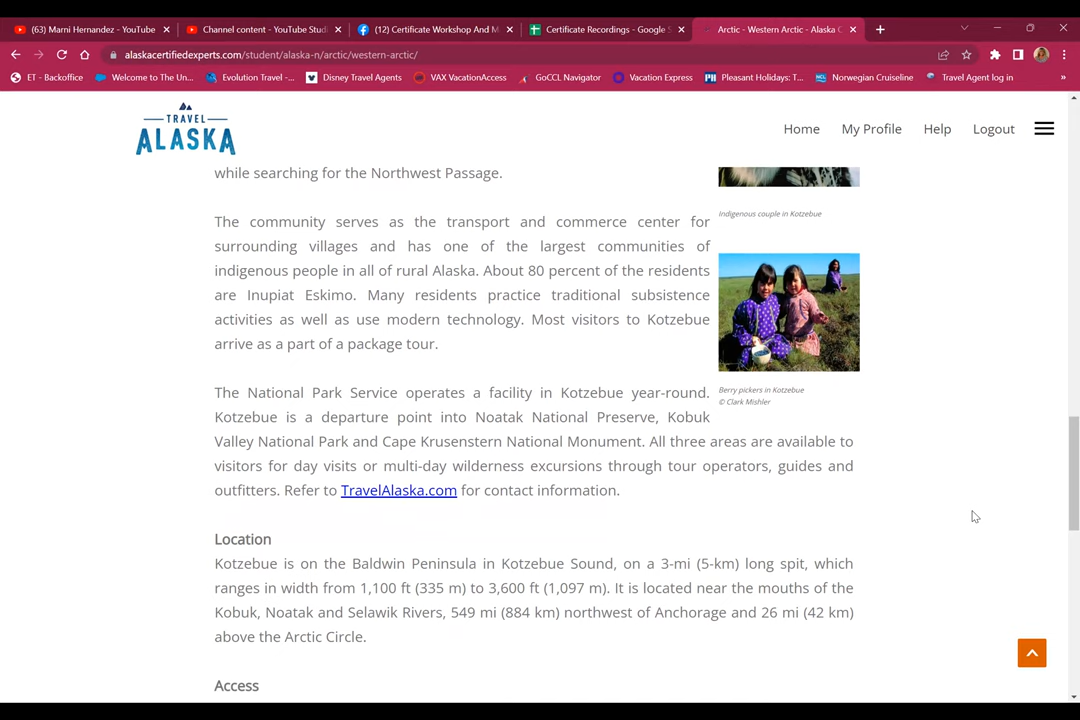 (63) Marni Hernandez - YouTube
Channel content - YouTube Studi
(12) Certificate Workshop And M
Certificate Recordings - Google S
Arctic - Western Arctic - Alaska C
alaskacertifiedexperts.com/student/alaska-n/arctic/western-arctic/
ET - Backoffice
Welcome to The Un...
Evolution Travel -...
Disney Travel Agents
VAX VacationAccess
GoCCL Navigator
Vacation Express
Pleasant Holidays: T...
Norwegian Cruiseline
Travel Agent log in
TRAVEL
ALASKA
Home
My Profile
Help
Logout
while searching for the Northwest Passage.
Indigenous couple in Kotzebue
The community serves as the transport and commerce center for
surrounding villages and has one of the largest communities of
indigenous people in all of rural Alaska. About 80 percent of the residents
are Inupiat Eskimo. Many residents practice traditional subsistence
activities as well as use modern technology. Most visitors to Kotzebue
arrive as a part of a package tour.
Berry pickers in Kotzebue
© Clark Mishler
The National Park Service operates a facility in Kotzebue year-round.
Kotzebue is a departure point into Noatak National Preserve, Kobuk
Valley National Park and Cape Krusenstern National Monument. All three areas are available to
visitors for day visits or multi-day wilderness excursions through tour operators, guides and
outfitters. Refer to TravelAlaska.com for contact information.
Location
Kotzebue is on the Baldwin Peninsula in Kotzebue Sound, on a 3-mi (5-km) long spit, which
ranges in width from 1,100 ft (335 m) to 3,600 ft (1,097 m). It is located near the mouths of the
Kobuk, Noatak and Selawik Rivers, 549 mi (884 km) northwest of Anchorage and 26 mi (42 km)
above the Arctic Circle.
Access